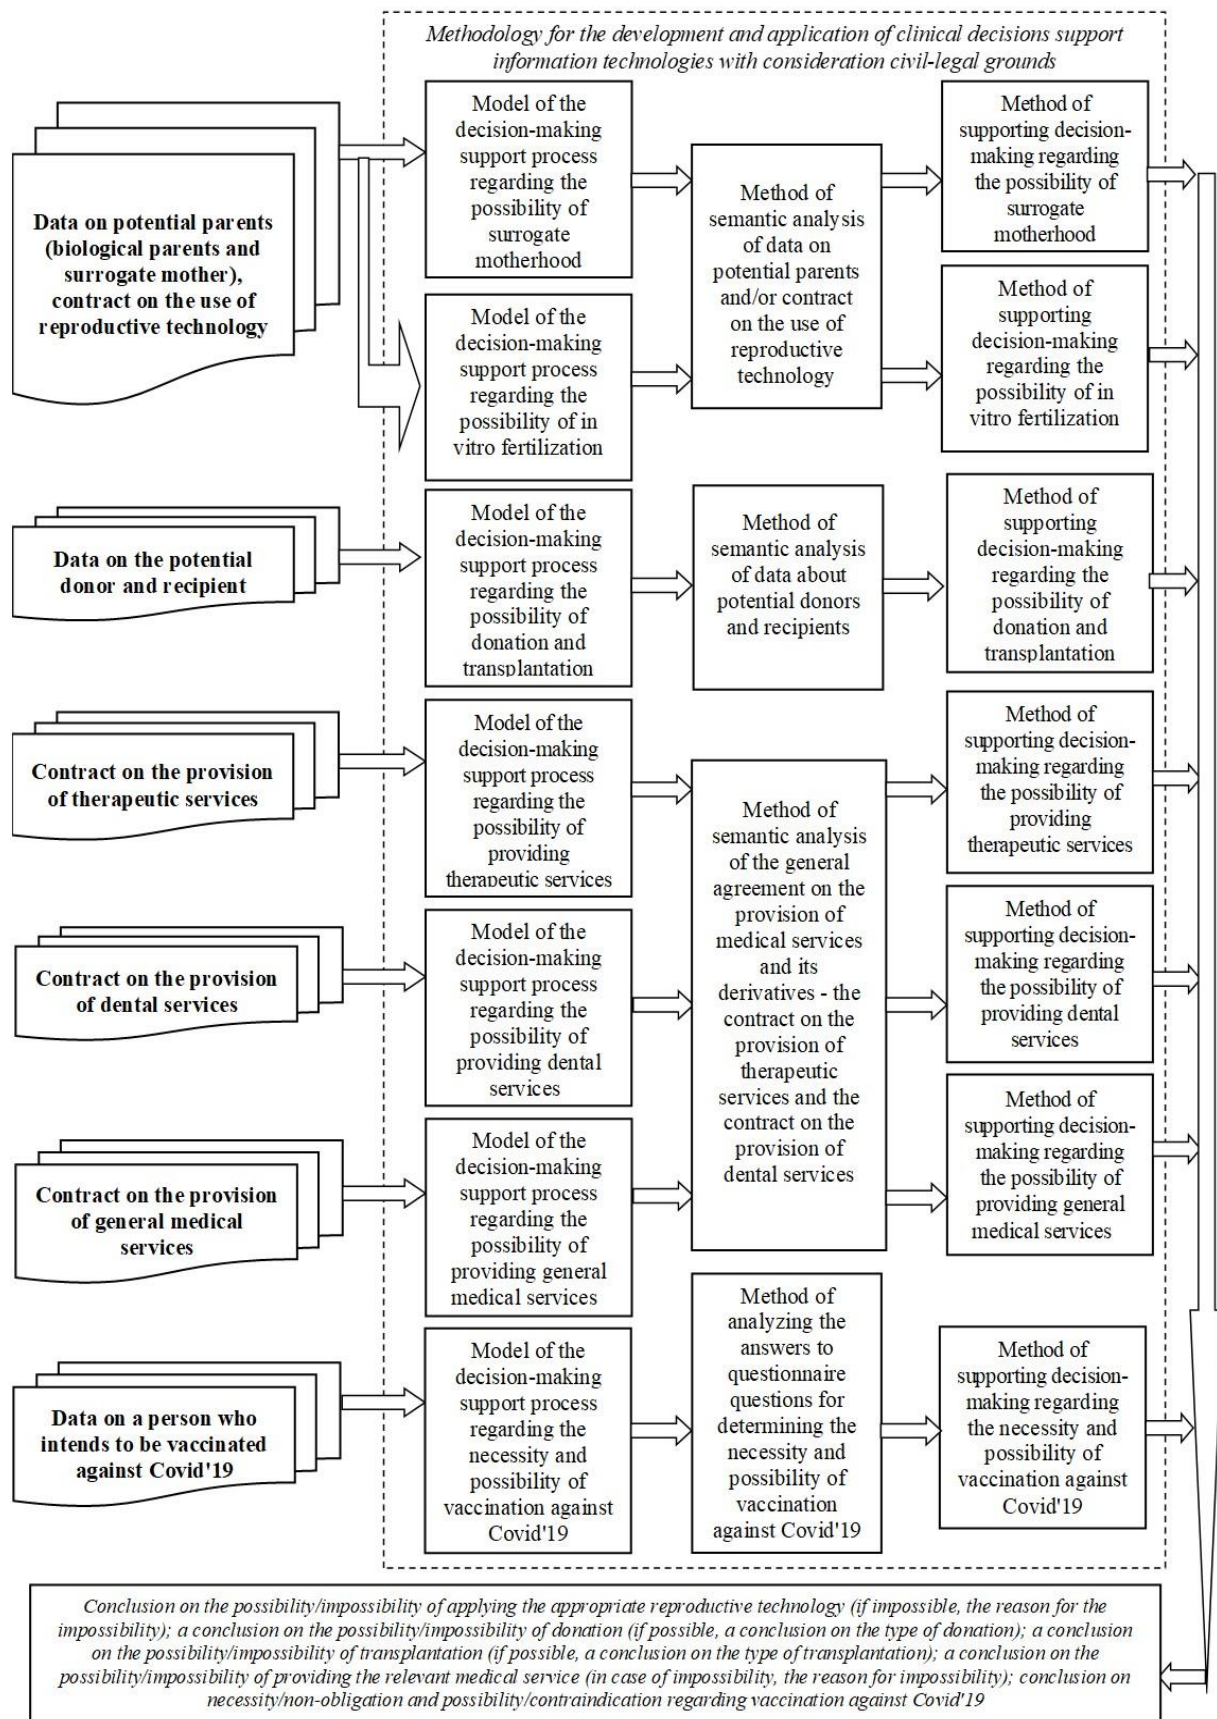 Methodology for the development and application of clinical decisions support
information technologies with consideration civil-legal grounds
Data on potential parents
(biological parents and
surrogate mother),
contract on the use of
reproductive technology
Model of the
decision-making
support process
regarding the
possibility of
surrogate
motherhood
Model of the
decision-making
support process
regarding the
possibility of in
vitro fertilization
Method of
semantic analysis
of data on
potential parents
and/or contract
on the use of
reproductive
technology
Method of
supporting decision-
making regarding
the possibility of
surrogate
motherhood
Method of
supporting
decision-making
regarding the
possibility of in
vitro fertilization
Data on the potential
donor and recipient
Model of the
decision-making
support process
regarding the
possibility of
donation and
transplantation
Method of
semantic analysis
of data about
potential donors
and recipients
Method of
supporting
decision-making
regarding the
possibility of
donation and
transplantation
Contract on the provision
of therapeutic services
Model of the
decision-making
support process
regarding the
possibility of
providing
therapeutic services
Method of
semantic analysis
of the general
agreement on the
provision of
medical services
and its
derivatives - the
contract on the
provision of
therapeutic
services and the
contract on the
provision of
dental services
Method of
supporting decision-
making regarding
the possibility of
providing
therapeutic services
Contract on the provision
of dental services
Model of the
decision-making
support process
regarding the
possibility of
providing dental
services
Method of
supporting decision-
making regarding
the possibility of
providing dental
services
Contract on the provision
of general medical
services
Model of the
decision-making
support process
regarding the
possibility of
providing general
medical services
Method of
supporting decision-
making regarding
the possibility of
providing general
medical services
Data on a person who
intends to be vaccinated
against Covid'19
Model of the
decision-making
support process
regarding the
necessity and
possibility of
vaccination against
Covid'19
Method of
analyzing the
answers to
questionnaire
questions for
determining the
necessity and
possibility of
vaccination
against Covid'19
Method of
supporting decision-
making regarding
the necessity and
possibility of
vaccination against
Covid'19
Conclusion on the possibility/impossibility of applying the appropriate reproductive technology (if impossible, the reason for the
impossibility); a conclusion on the possibility/impossibility of donation (if possible, a conclusion on the type of donation); a conclusion
on the possibility/impossibility of transplantation (if possible, a conclusion on the type of transplantation); a conclusion on the
possibility/impossibility of providing the relevant medical service (in case of impossibility, the reason for impossibility); conclusion on
necessity/non-obligation and possibility/contraindication regarding vaccination against Covid'19